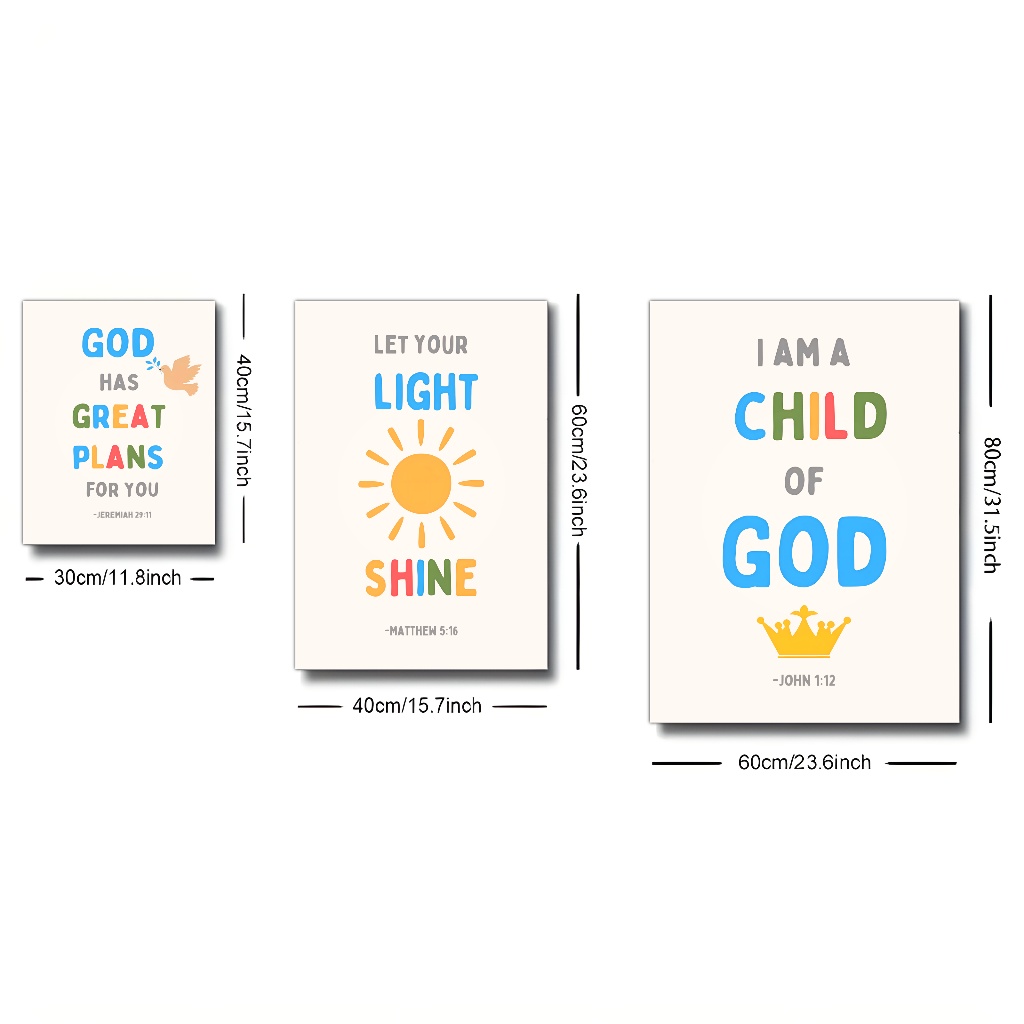 GOD
HAS
GREAT
PLANS
FOR YOU
-JEREMIAH 29:11
40cm/15.7inch
30cm/11.8inch
LET YOUR
LIGHT
SHINE
-MATTHEW 5:16
60cm/23.6inch
40cm/15.7inch
I AM A
CHILD
OF
GOD
-JOHN 1:12
80cm/31.5inch
60cm/23.6inch